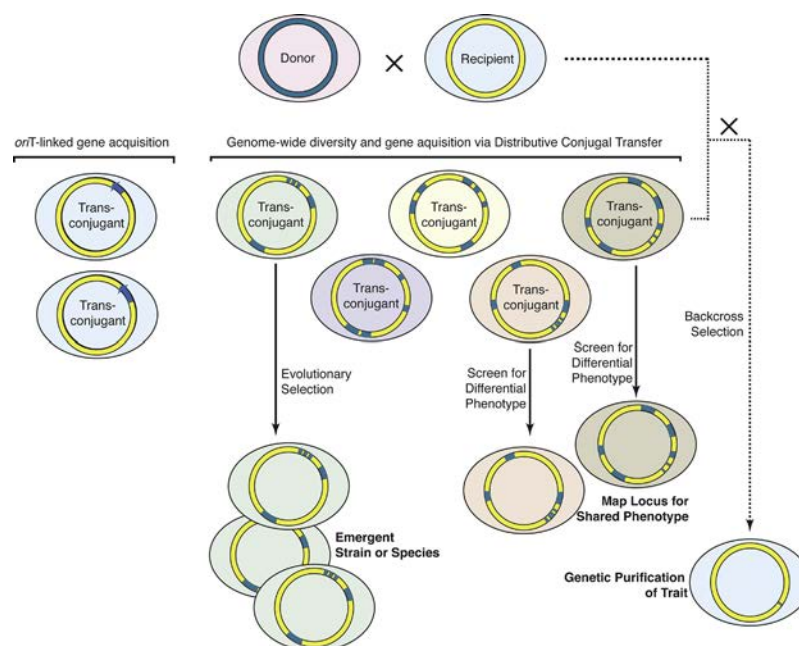 Donor
×
Recipient
×
oriT-linked gene acquisition
Genome-wide diversity and gene aquisition via Distributive Conjugal Transfer
Trans-
conjugant
Trans-
conjugant
Trans-
conjugant
Trans-
conjugant
Trans-
conjugant
Trans-
conjugant
Trans-
conjugant
Evolutionary
Selection
Screen for
Differential
Phenotype
Screen for
Differential
Phenotype
Backcross
Selection
Emergent
Strain or Species
Map Locus for
Shared Phenotype
Genetic Purification
of Trait